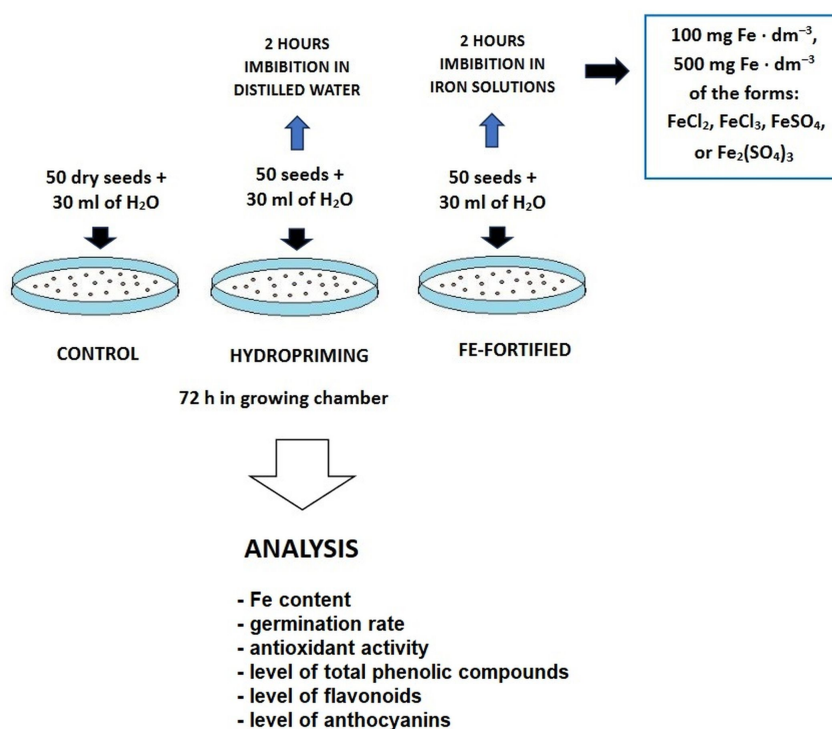 2 HOURS
IMBIBITION IN
DISTILLED WATER
2 HOURS
IMBIBITION IN
IRON SOLUTIONS
100 mg Fe · dm⁻³,
500 mg Fe · dm⁻³
of the forms:
FeCl₂, FeCl₃, FeSO₄,
or Fe₂(SO₄)₃
50 dry seeds +
30 ml of H₂O
50 seeds +
30 ml of H₂O
50 seeds +
30 ml of H₂O
CONTROL
HYDROPRIMING
FE-FORTIFIED
72 h in growing chamber
ANALYSIS
- Fe content
- germination rate
- antioxidant activity
- level of total phenolic compounds
- level of flavonoids
- level of anthocyanins